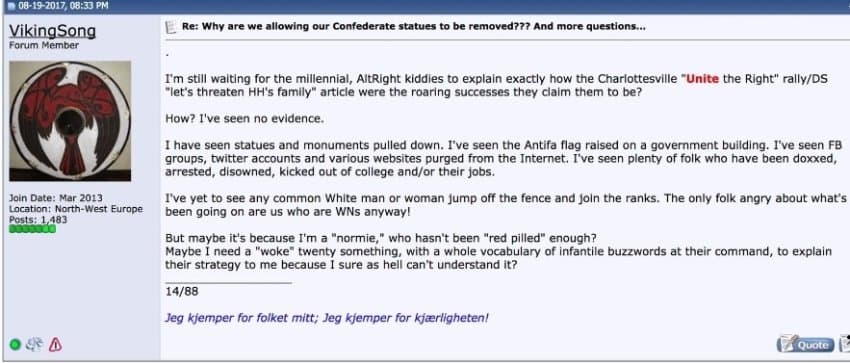 08-19-2017, 08:33 PM
VikingSong
Forum Member
Join Date: Mar 2013
Location: North-West Europe
Posts: 1,483
Re: Why are we allowing our Confederate statues to be removed??? And more questions...
.
I'm still waiting for the millennial, AltRight kiddies to explain exactly how the Charlottesville "Unite the Right" rally/DS
"let's threaten HH's family" article were the roaring successes they claim them to be?
How? I've seen no evidence.
I have seen statues and monuments pulled down. I've seen the Antifa flag raised on a government building. I've seen FB
groups, twitter accounts and various websites purged from the Internet. I've seen plenty of folk who have been doxxed,
arrested, disowned, kicked out of college and/or their jobs.
I've yet to see any common White man or woman jump off the fence and join the ranks. The only folk angry about what's
been going on are us who are WNs anyway!
But maybe it's because I'm a "normie," who hasn't been "red pilled" enough?
Maybe I need a "woke" twenty something, with a whole vocabulary of infantile buzzwords at their command, to explain
their strategy to me because I sure as hell can't understand it?
14/88
Jeg kjemper for folket mitt; Jeg kjemper for kjærligheten!
Quote